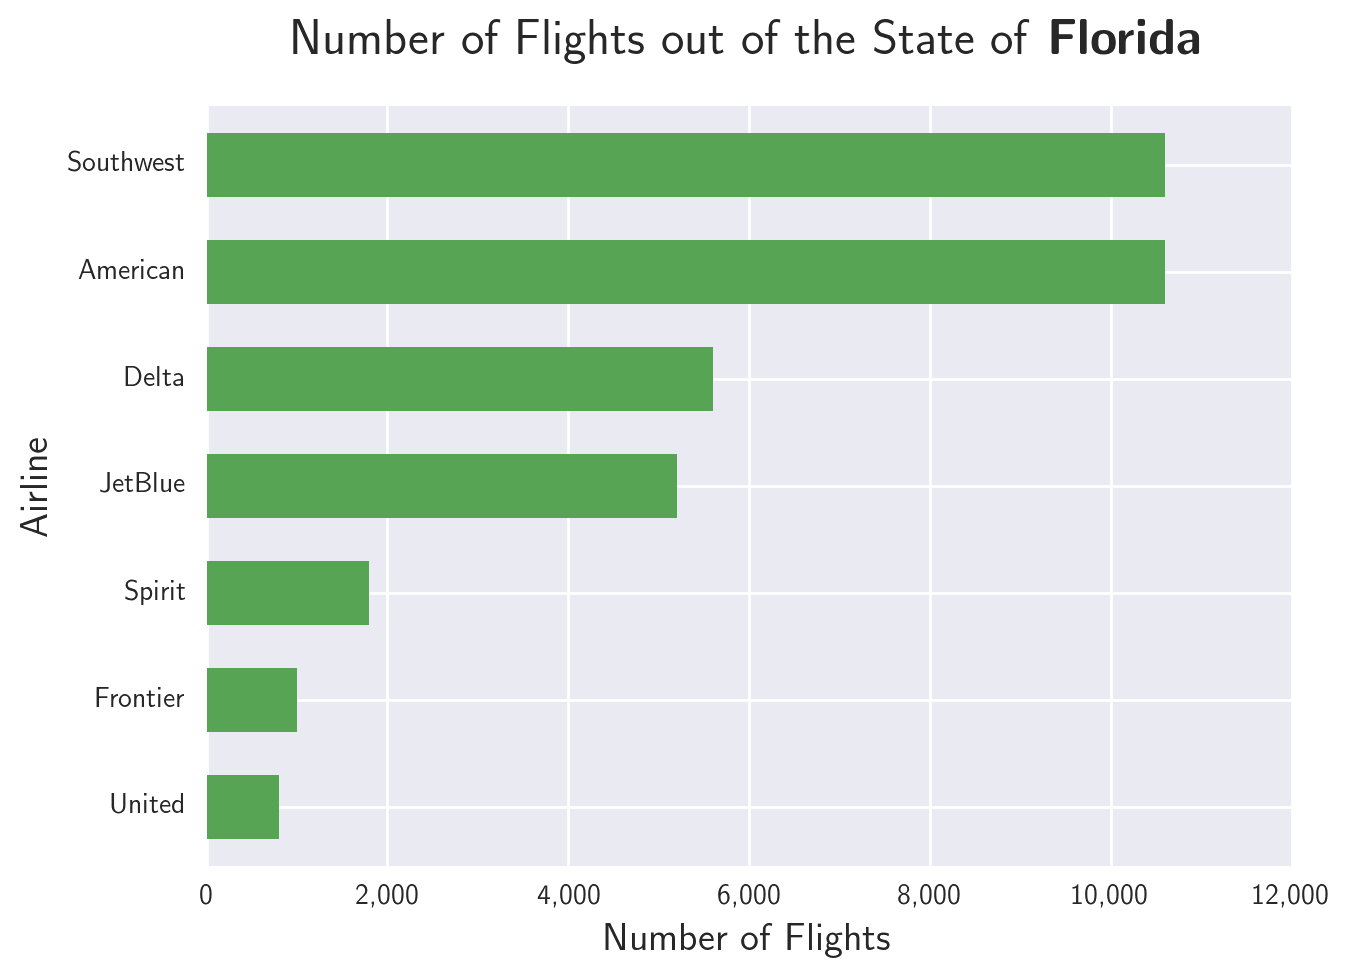 Number of Flights out of the State of Florida
Southwest
American
Delta
JetBlue
Spirit
Frontier
United
Airline
0 2,000 4,000 6,000 8,000 10,000 12,000
Number of Flights